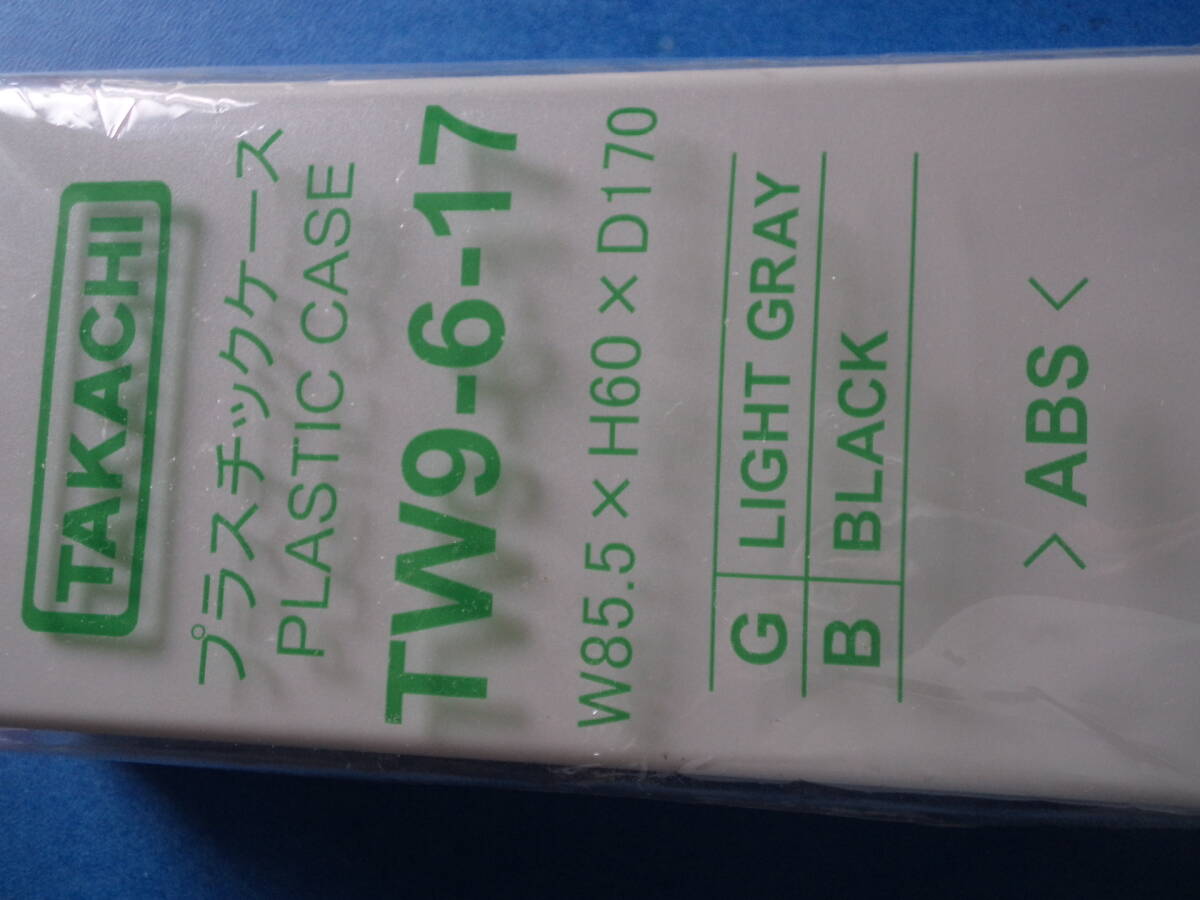 TAKACHI
プラスチックケース
PLASTIC CASE
TW9-6-17
W85.5×H60×D170
G LIGHT GRAY
B BLACK
>ABS<